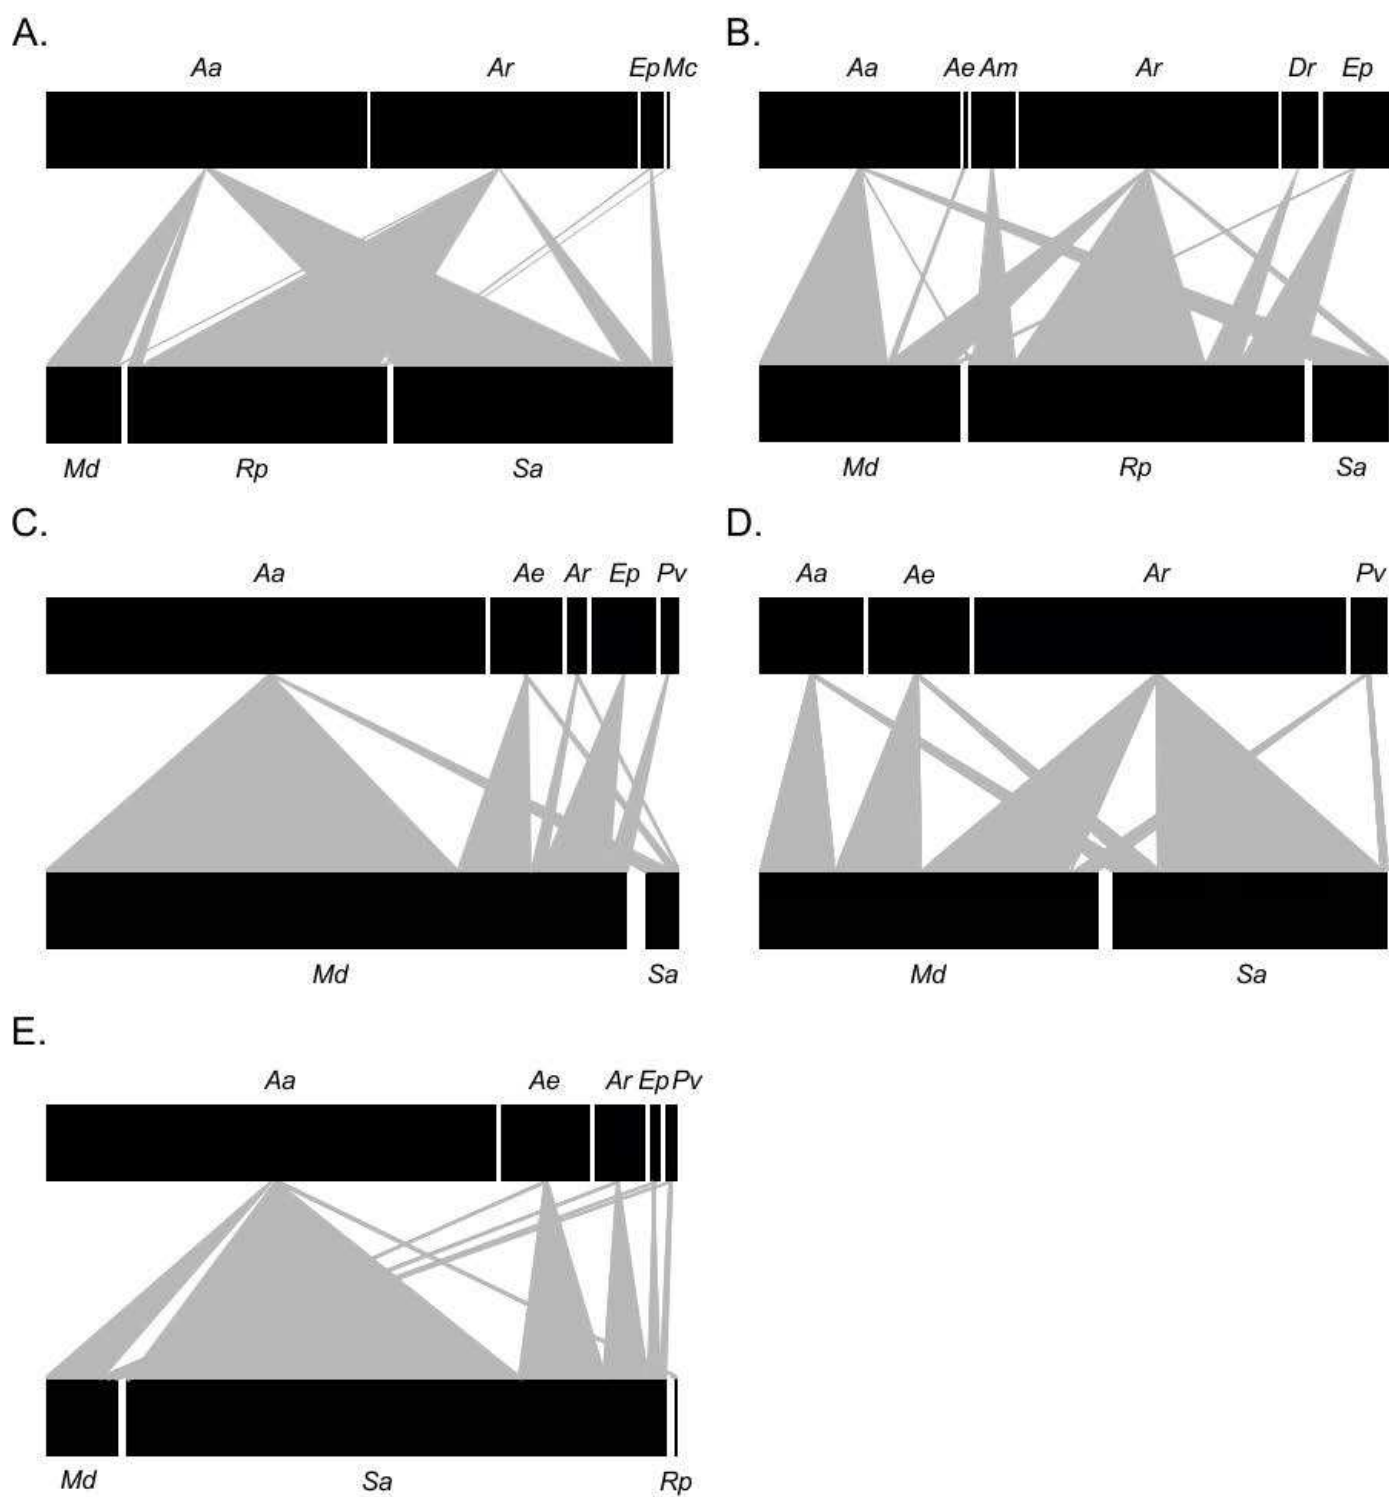 A.
Aa Ar Ep Mc
Md Rp Sa
B.
Aa Ae Am Ar Dr Ep
Md Rp Sa
C.
Aa Ae Ar Ep Pv
Md Sa
D.
Aa Ae Ar Pv
Md Sa
E.
Aa Ae Ar Ep Pv
Md Sa Rp